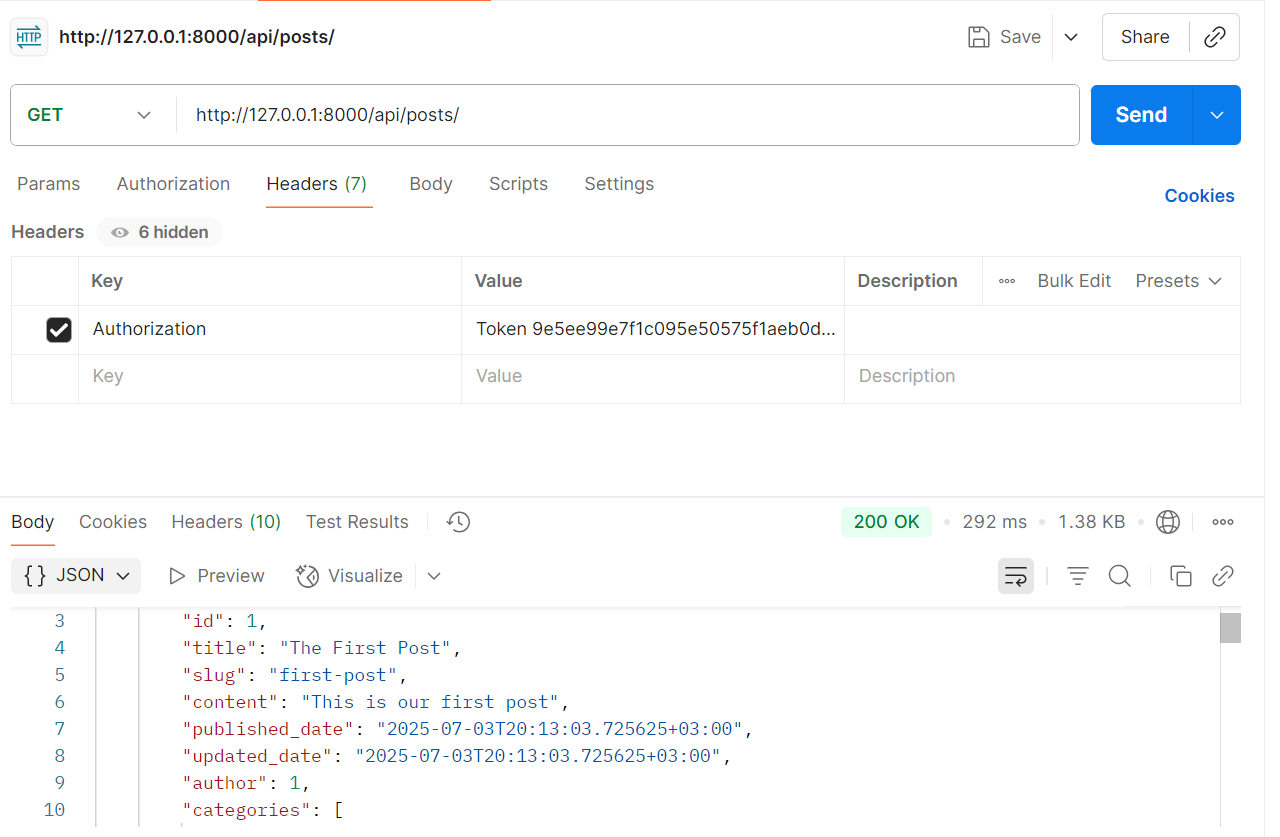 HTTP http://127.0.0.1:8000/api/posts/ Save Share
GET http://127.0.0.1:8000/api/posts/ Send
Params Authorization Headers (7) Body Scripts Settings
Cookies
Headers 6 hidden
Key Value Description Bulk Edit Presets
Authorization Token 9e5ee99e7f1c095e50575f1aeb0d...
Key Value Description
Body Cookies Headers (10) Test Results 200 OK 292 ms 1.38 KB
{} JSON Preview Visualize
3 "id": 1,
4 "title": "The First Post",
5 "slug": "first-post",
6 "content": "This is our first post",
7 "published_date": "2025-07-03T20:13:03.725625+03:00",
8 "updated_date": "2025-07-03T20:13:03.725625+03:00",
9 "author": 1,
10 "categories": [